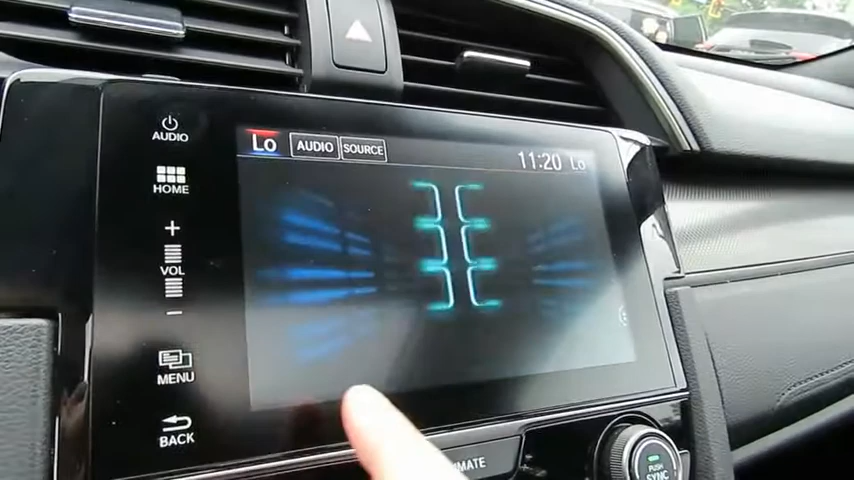 AUDIO
Lo AUDIO SOURCE 11:20 Lo
HOME
+
VOL
−
MENU
BACK
PUSH
SYNC